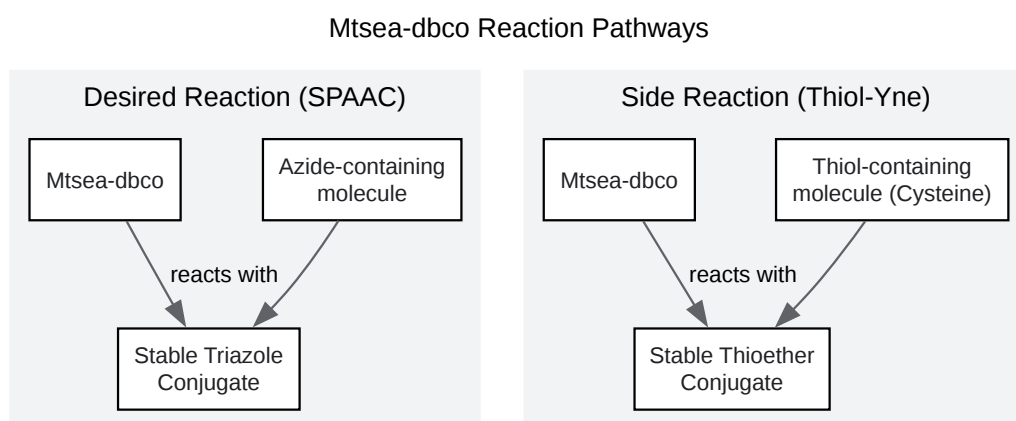 Mtsea-dbco Reaction Pathways
Desired Reaction (SPAAC)
Mtsea-dbco
Azide-containing
molecule
reacts with
Stable Triazole
Conjugate
Side Reaction (Thiol-Yne)
Mtsea-dbco
Thiol-containing
molecule (Cysteine)
reacts with
Stable Thioether
Conjugate